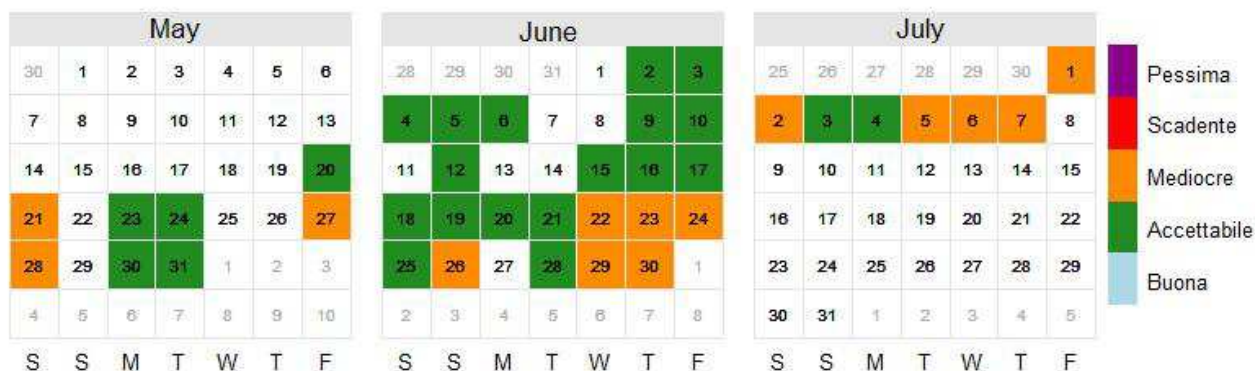 May
30 1 2 3 4 5 6
7 8 9 10 11 12 13
14 15 16 17 18 19 20
21 22 23 24 25 26 27
28 29 30 31 1 2 3
4 5 6 7 8 9 10
S S M T W T F
June
28 29 30 31 1 2 3
4 5 6 7 8 9 10
11 12 13 14 15 16 17
18 19 20 21 22 23 24
25 26 27 28 29 30 1
2 3 4 5 6 7 8
S S M T W T F
July
25 26 27 28 29 30 1
2 3 4 5 6 7 8
9 10 11 12 13 14 15
16 17 18 19 20 21 22
23 24 25 26 27 28 29
30 31 1 2 3 4 5
S S M T W T F
Pessima
Scadente
Mediocre
Accettabile
Buona